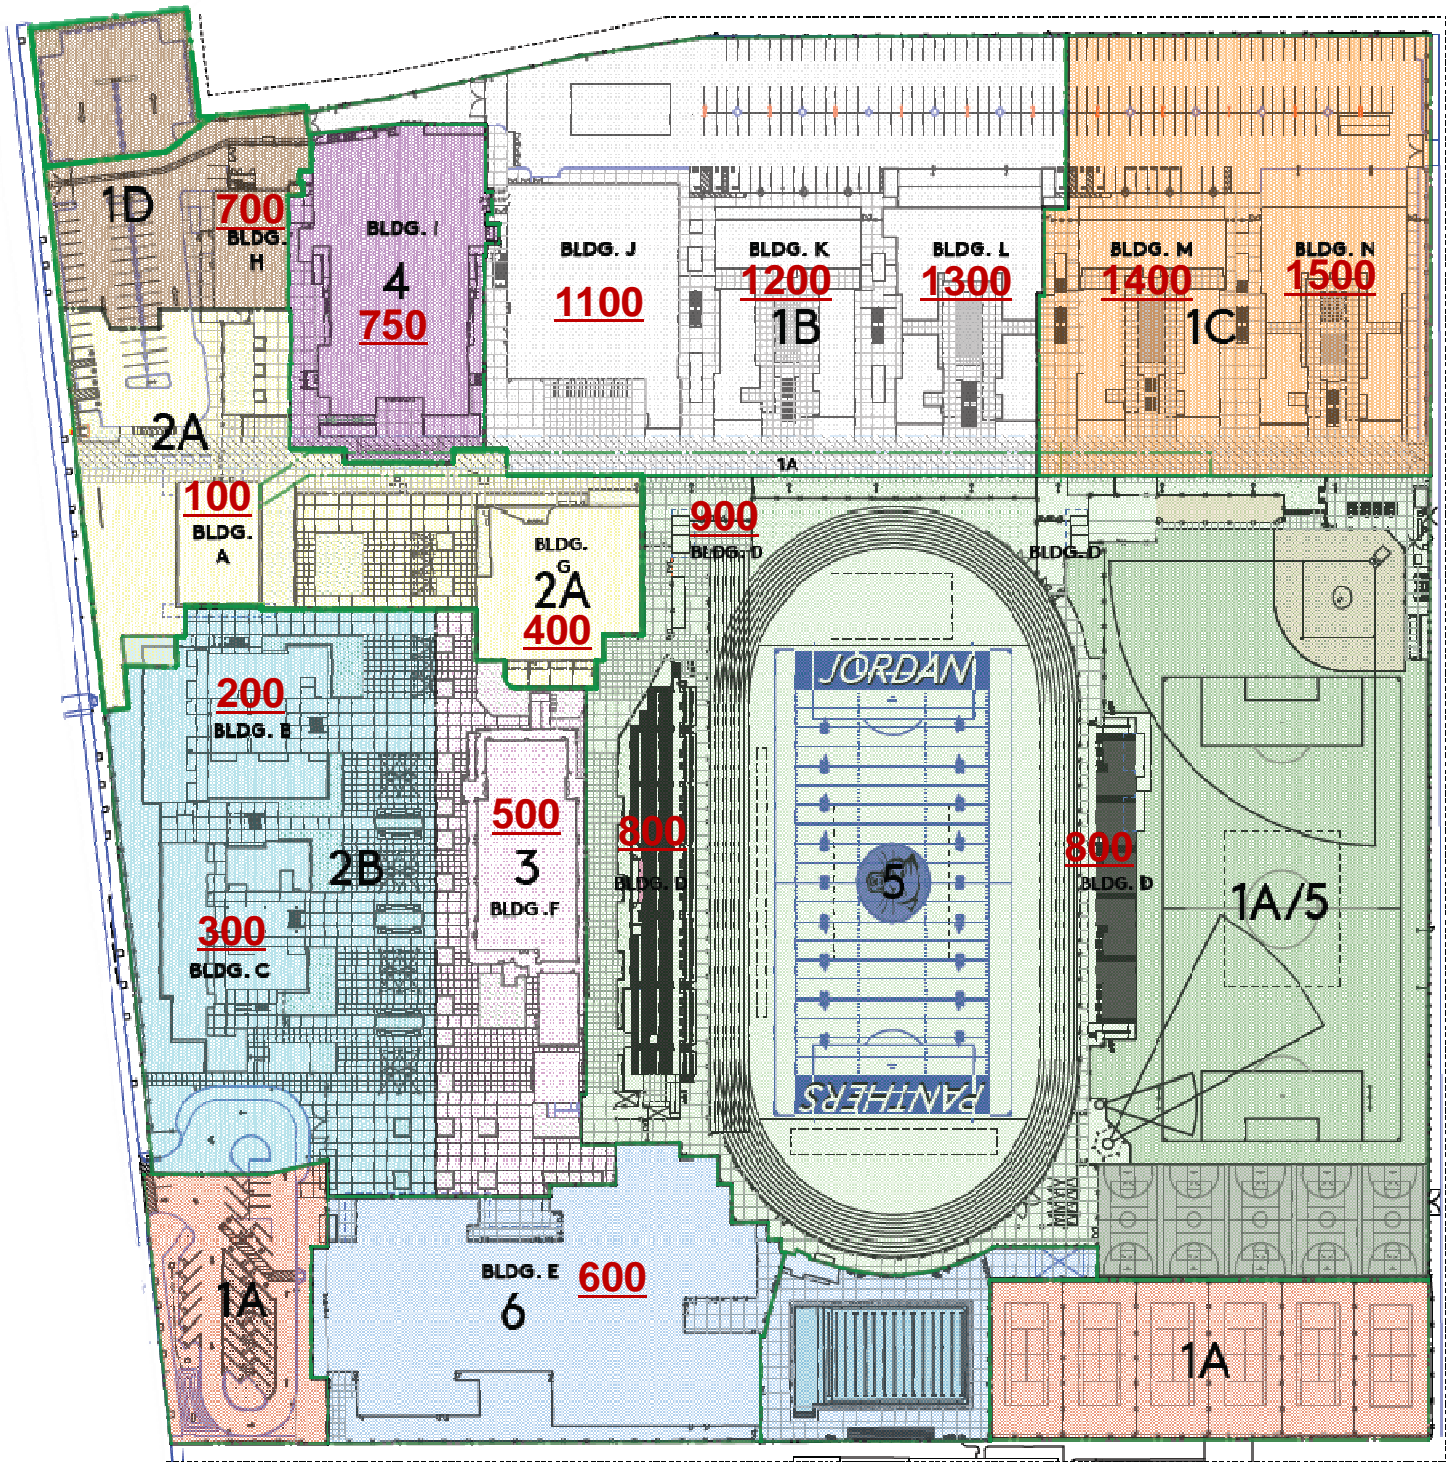 1D
700
BLDG.
H
BLDG. I
4
750
BLDG. J
1100
BLDG. K
1200
1B
BLDG. L
1300
BLDG. M
1400
1C
BLDG. N
1500
2A
1A
100
BLDG.
A
BLDG.
G
2A
400
900
BLDG. D
BLDG. D
JORDAN
200
BLDG. B
2B
300
BLDG. C
500
3
BLDG.F
800
BLDG. D
5
800
BLDG. D
1A/5
PANTHERS
1A
BLDG. E
600
6
1A